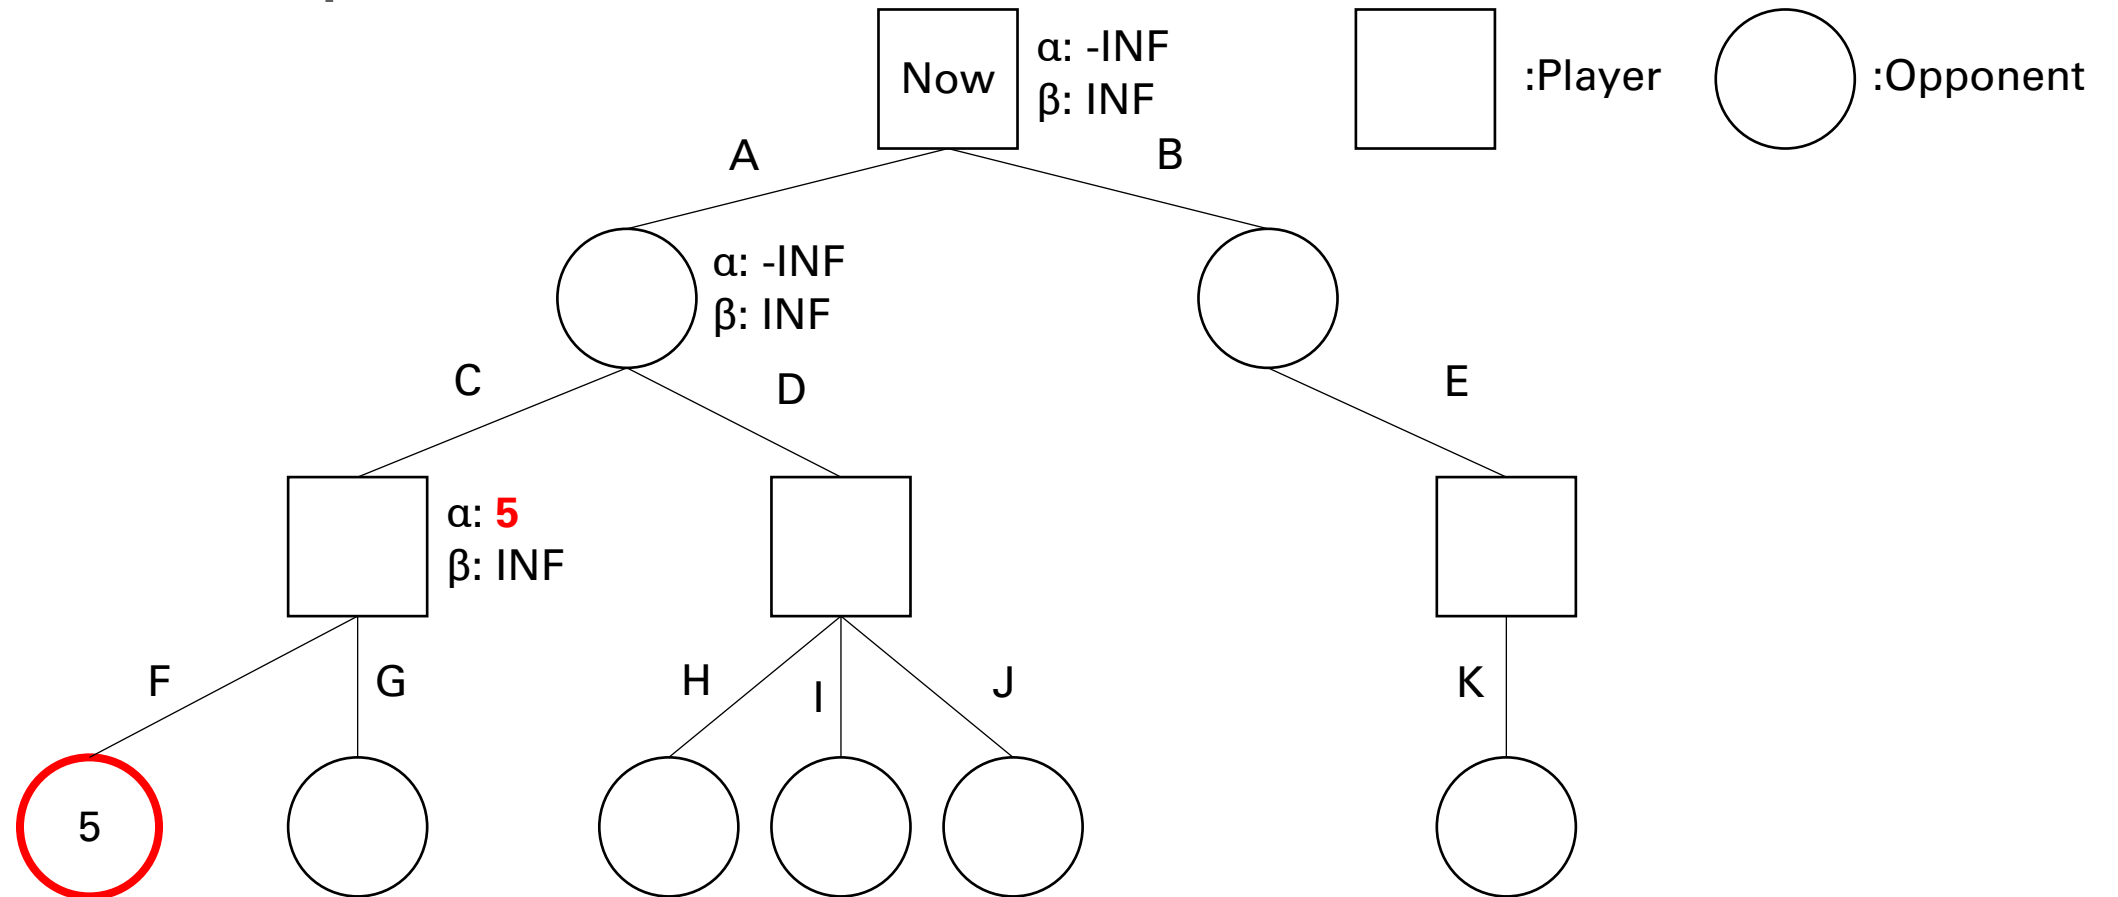 Now
α: -INF
β: INF
:Player
:Opponent
A
B
α: -INF
β: INF
C
D
E
α: 5
β: INF
F
G
H
I
J
K
5